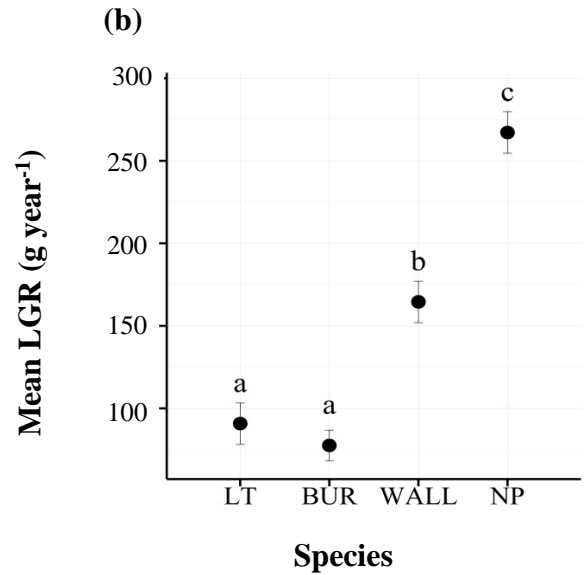 (b)
Mean LGR (g year-1)
300
250
200
150
100
a
a
b
c
LT BUR WALL NP
Species